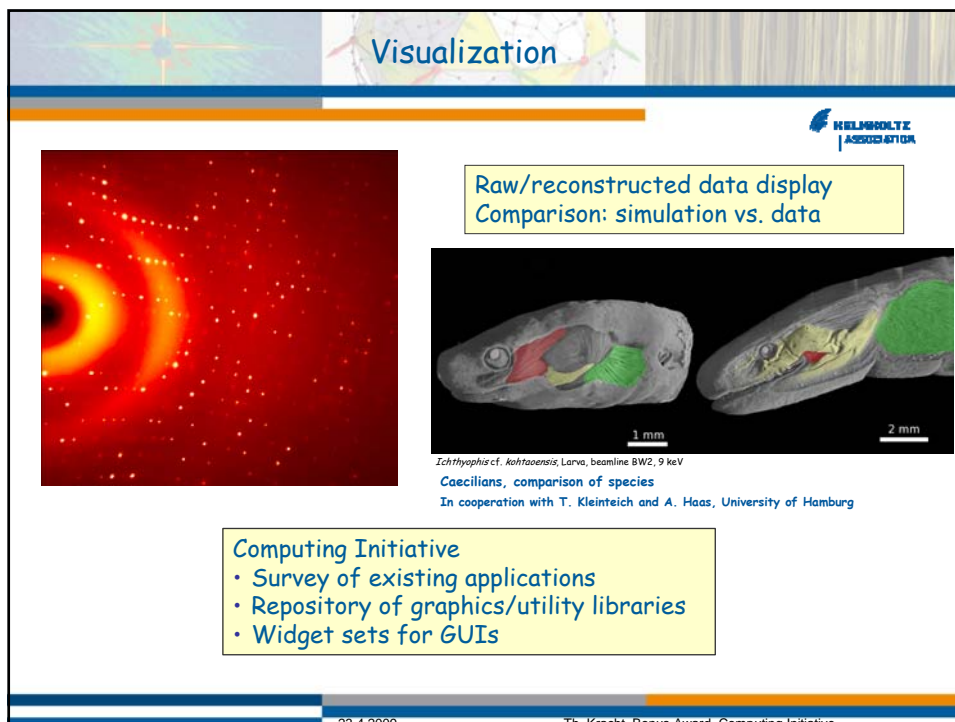 Visualization
HELMHOLTZ
ASSOCIATION
Raw/reconstructed data display
Comparison: simulation vs. data
1 mm
2 mm
Ichthyophis cf. kohtaoensis, Larva, beamline BW2, 9 keV
Caecilians, comparison of species
In cooperation with T. Kleinteich and A. Haas, University of Hamburg
Computing Initiative
• Survey of existing applications
• Repository of graphics/utility libraries
• Widget sets for GUIs
Computing Initiative